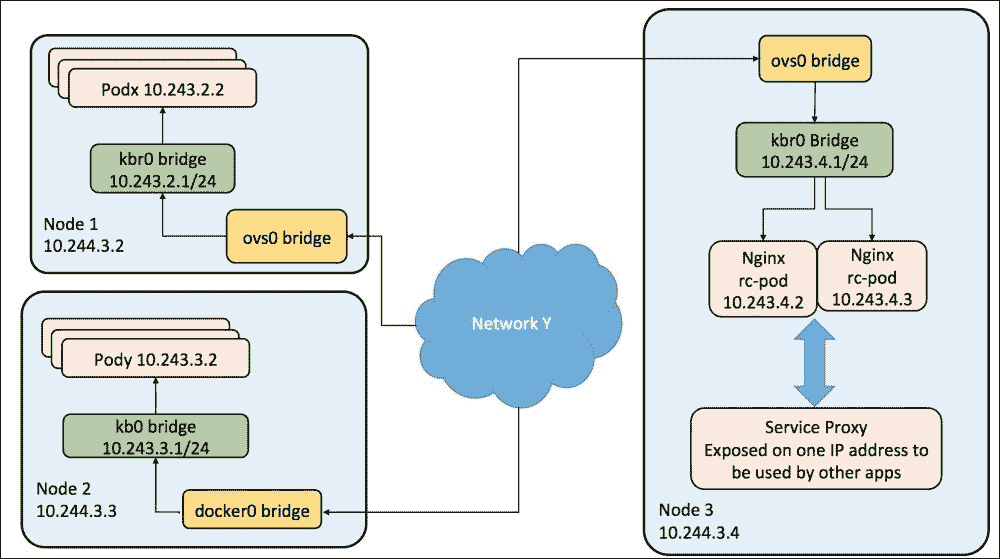 Podx 10.243.2.2
kbr0 bridge
10.243.2.1/24
Node 1
10.244.3.2
ovs0 bridge
Pody 10.243.3.2
kb0 bridge
10.243.3.1/24
Node 2
10.244.3.3
docker0 bridge
Network Y
ovs0 bridge
kbr0 Bridge
10.243.4.1/24
Nginx
rc-pod
10.243.4.2
Nginx
rc-pod
10.243.4.3
Service Proxy
Exposed on one IP address to
be used by other apps
Node 3
10.244.3.4